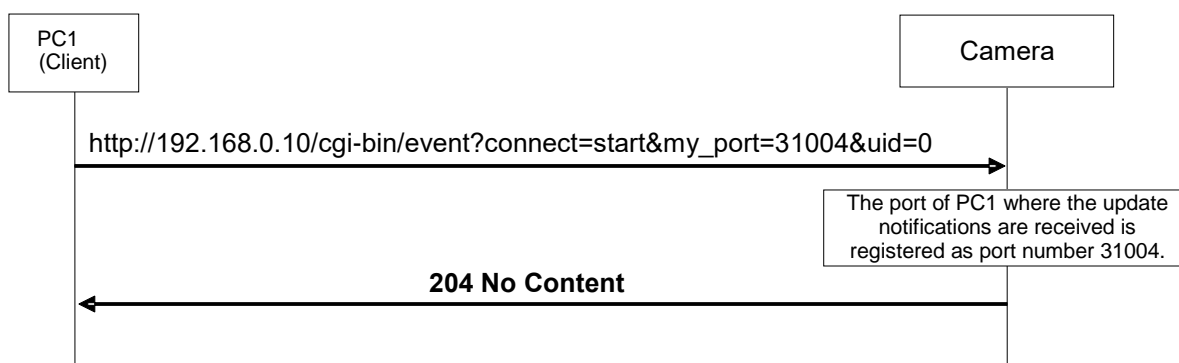 PC1
(Client)
Camera
http://192.168.0.10/cgi-bin/event?connect=start&my_port=31004&uid=0
The port of PC1 where the update
notifications are received is
registered as port number 31004.
204 No Content